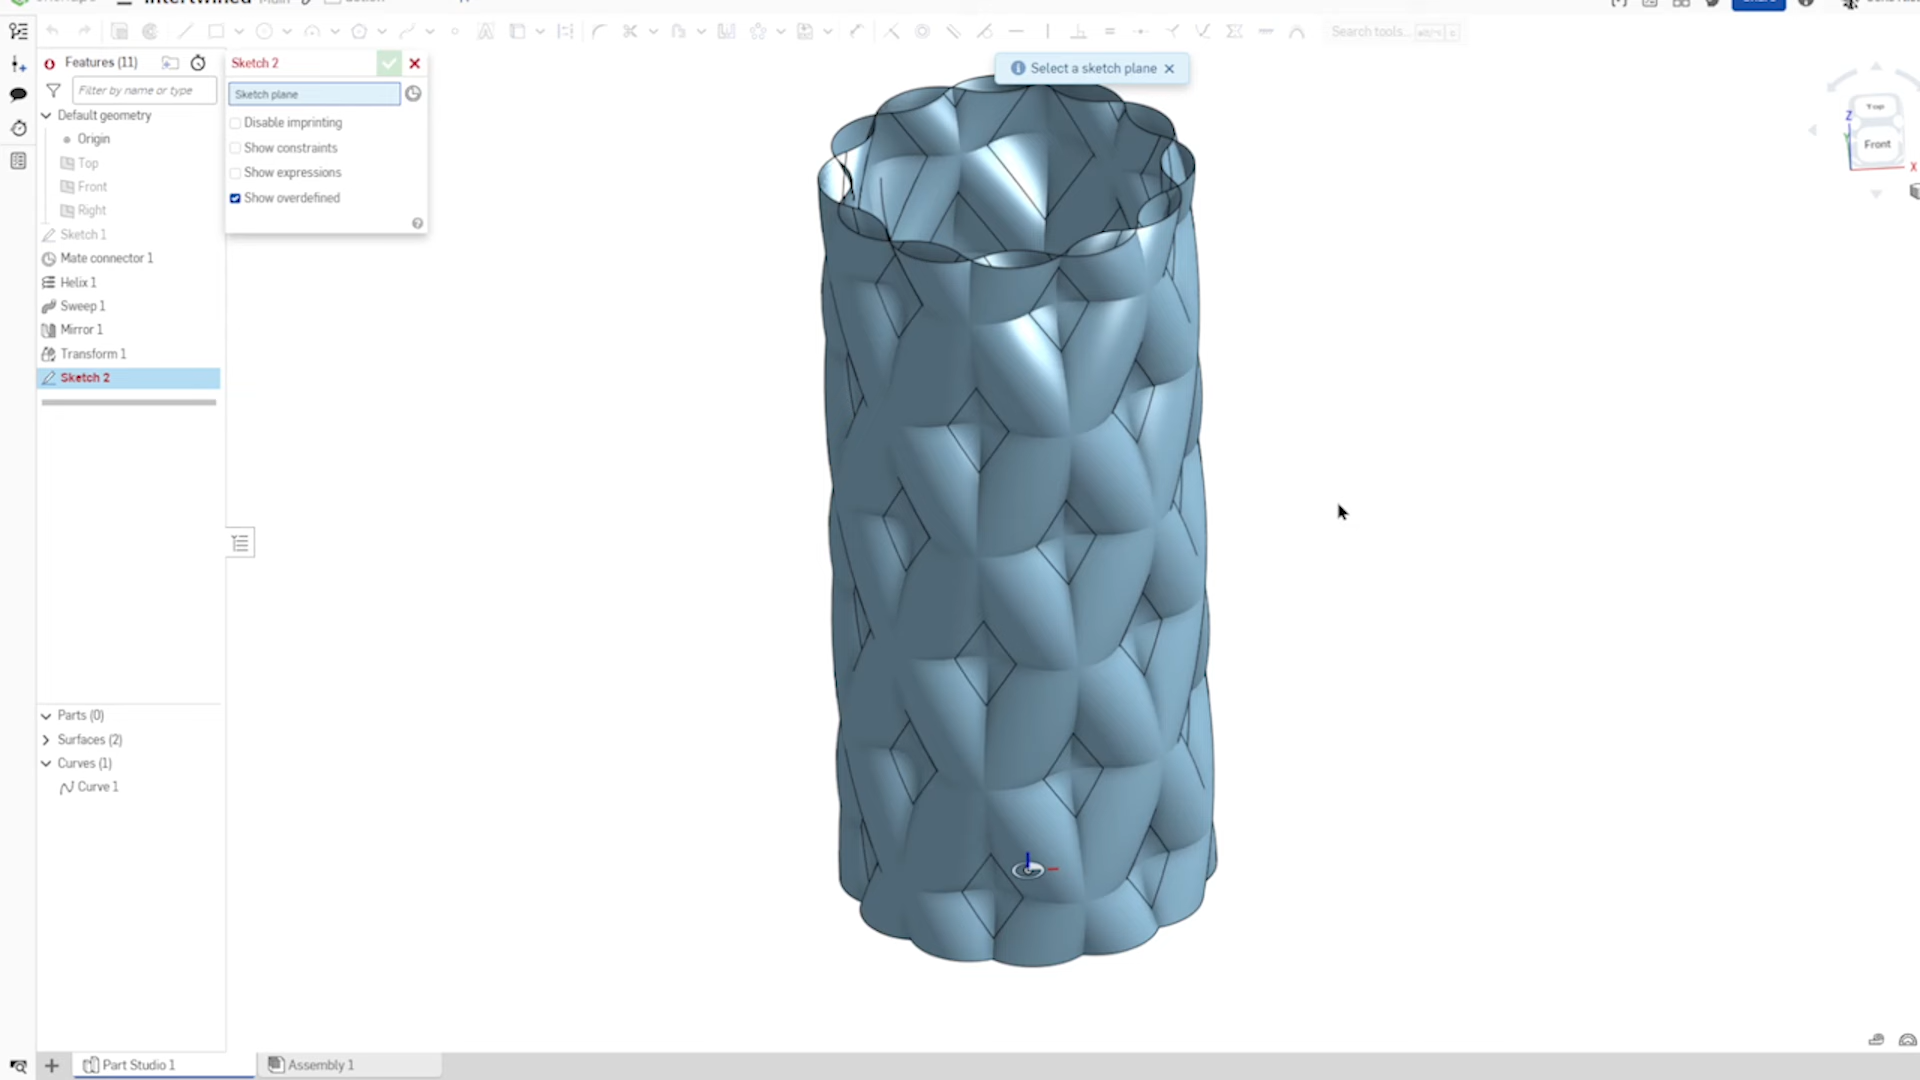 Intertwined Main
Search tools...
Features (11)
Filter by name or type
Default geometry
Origin
Top
Front
Right
Sketch 1
Mate connector 1
Helix 1
Sweep 1
Mirror 1
Transform 1
Sketch 2
Sketch 2
Sketch plane
Disable imprinting
Show constraints
Show expressions
Show overdefined
Select a sketch plane
Top
Z
Front
X
Parts (0)
Surfaces (2)
Curves (1)
Curve 1
Part Studio 1
Assembly 1